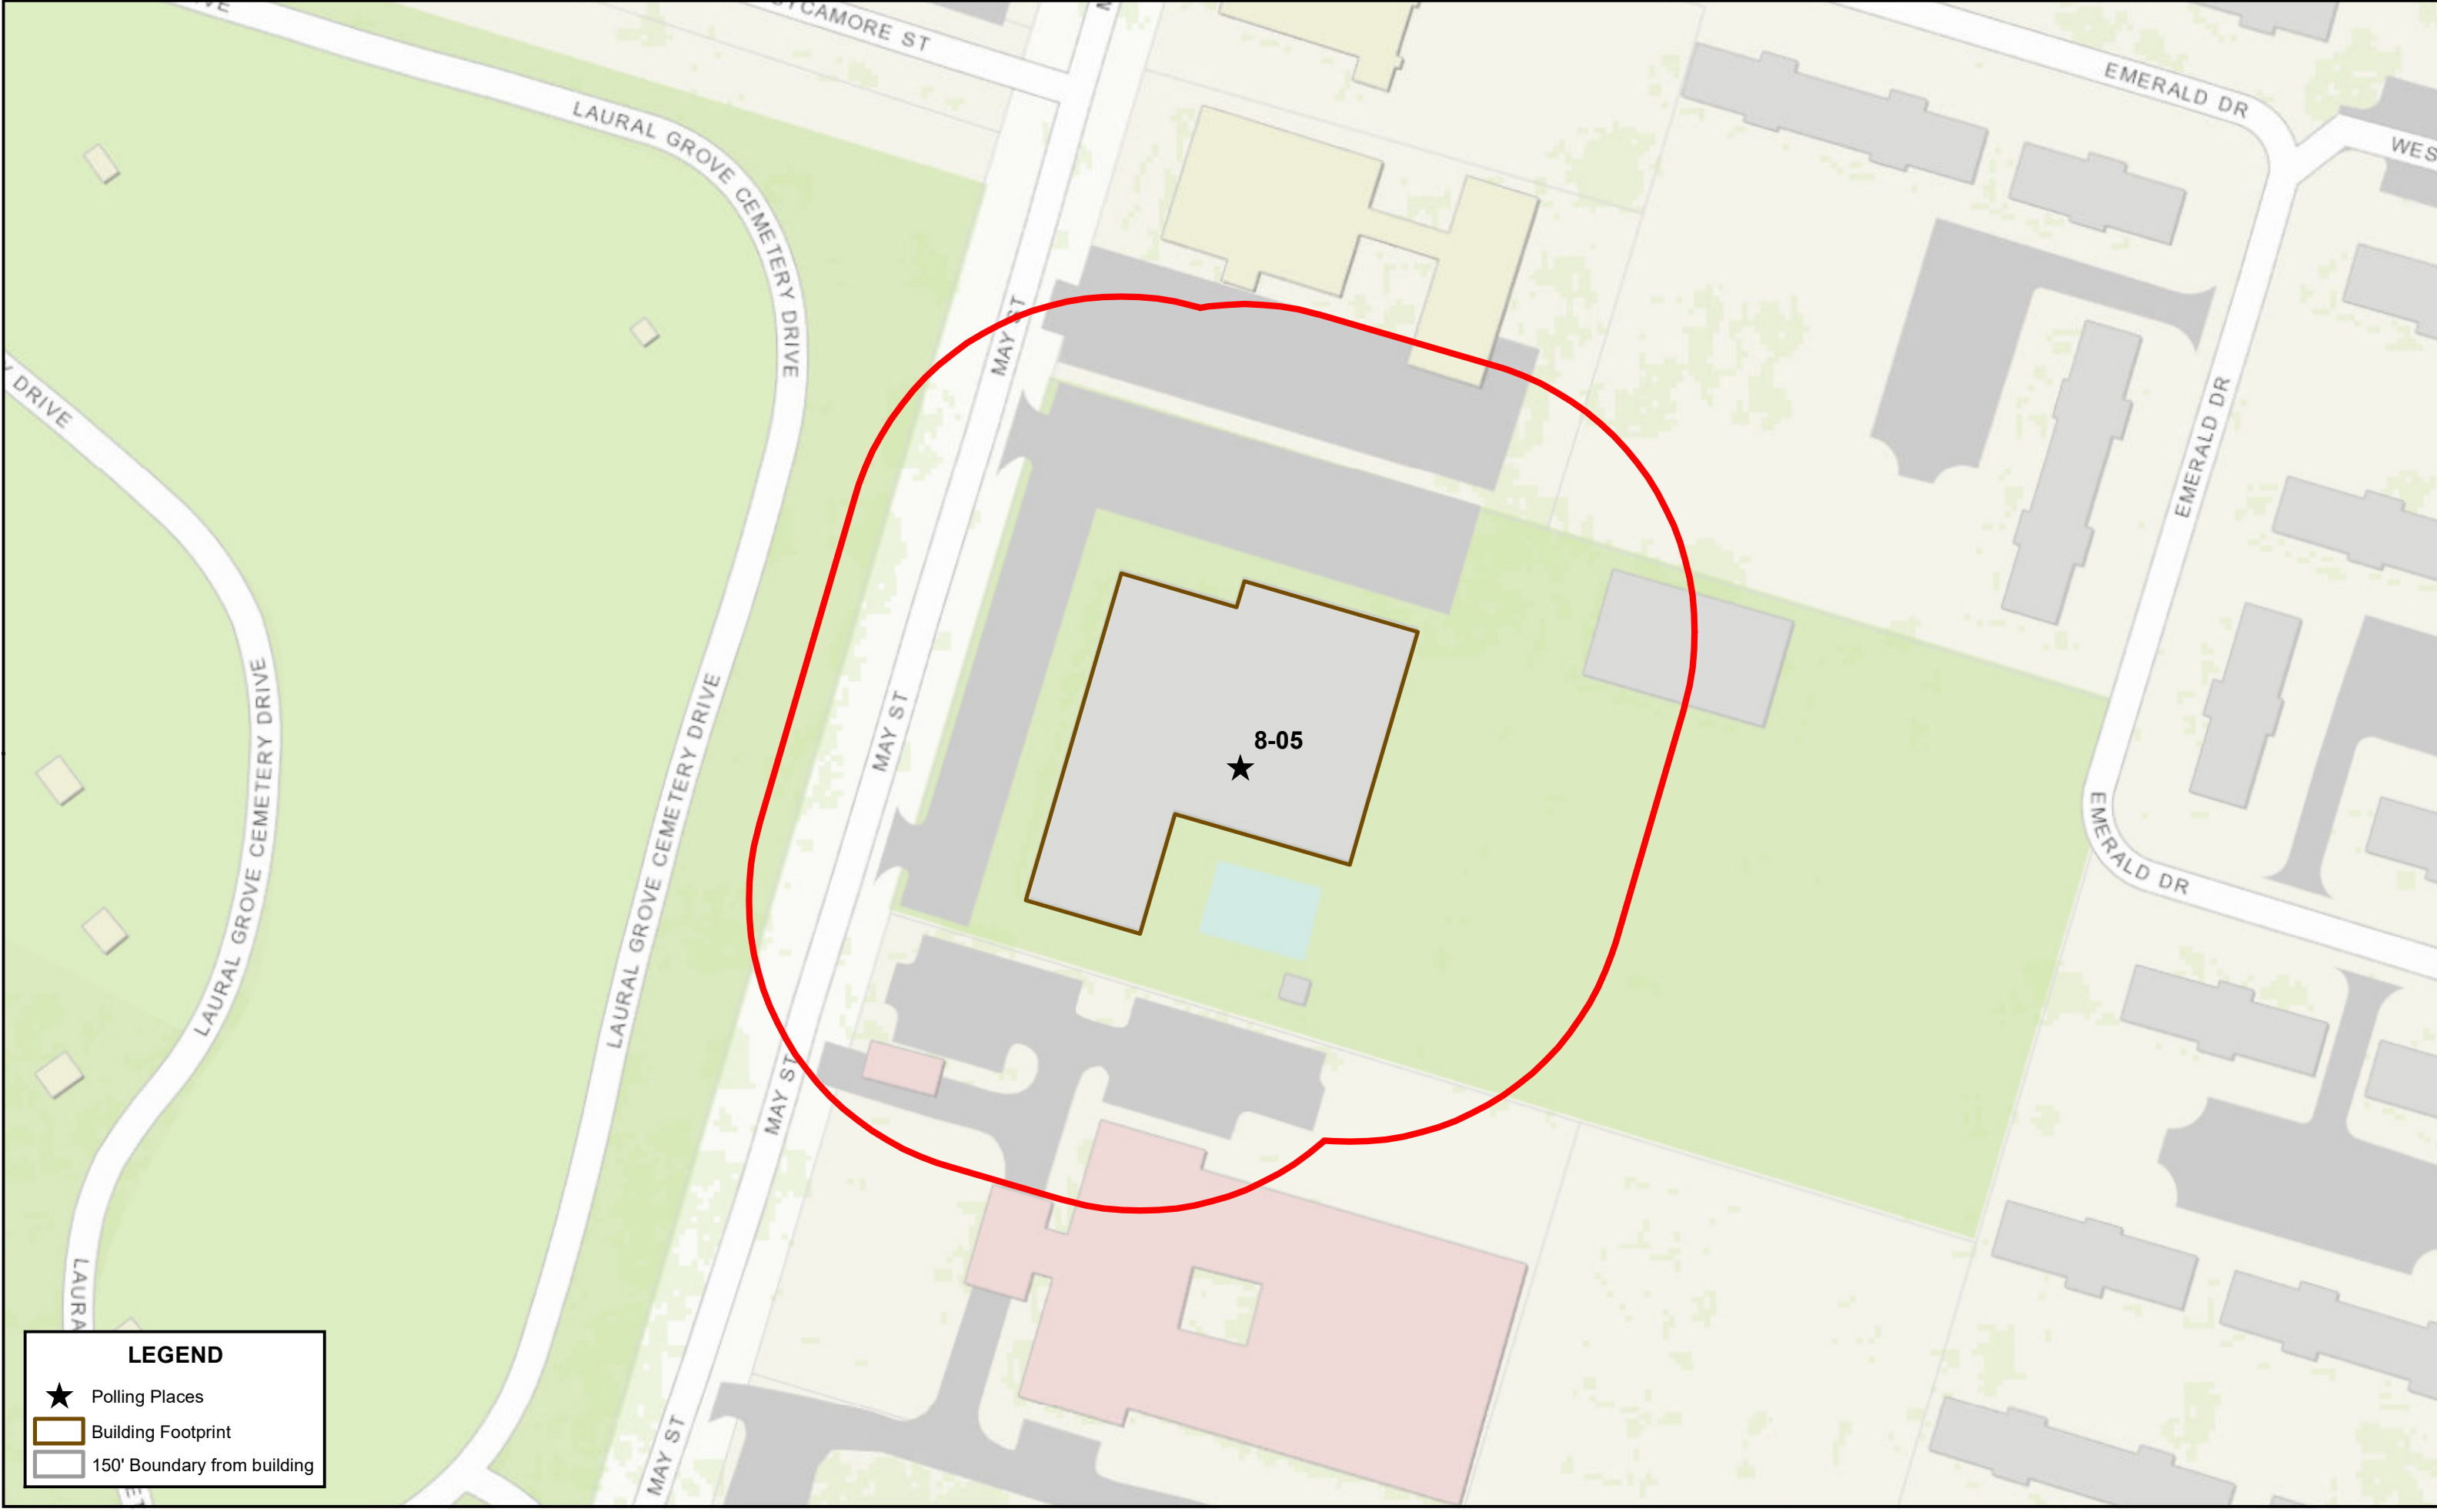 VE
SYCAMORE ST
LAURAL GROVE CEMETERY DRIVE
EMERALD DR
WES
MAY ST
Y DRIVE
EMERALD DR
LAURAL GROVE CEMETERY DRIVE
LAURAL GROVE CEMETERY DRIVE
MAY ST
8-05
EMERALD DR
MAY ST
LAURA
MAY ST
LEGEND
Polling Places
Building Footprint
150' Boundary from building